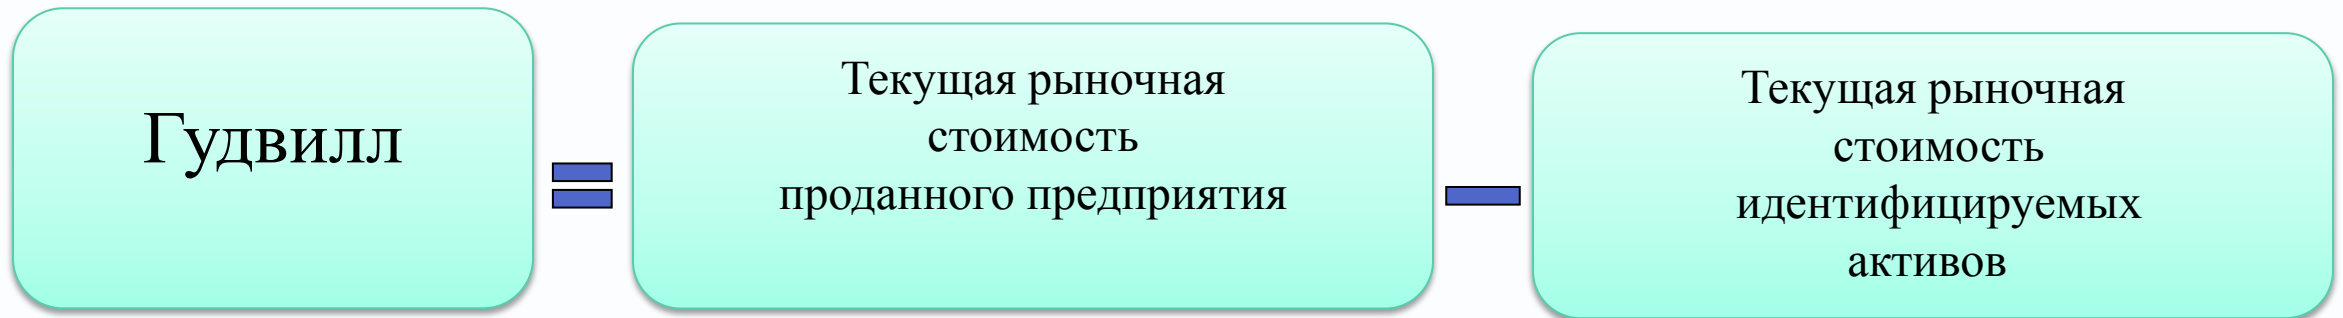 Гудвилл
Текущая рыночная
стоимость
проданного предприятия
Текущая рыночная
стоимость
идентифицируемых
активов